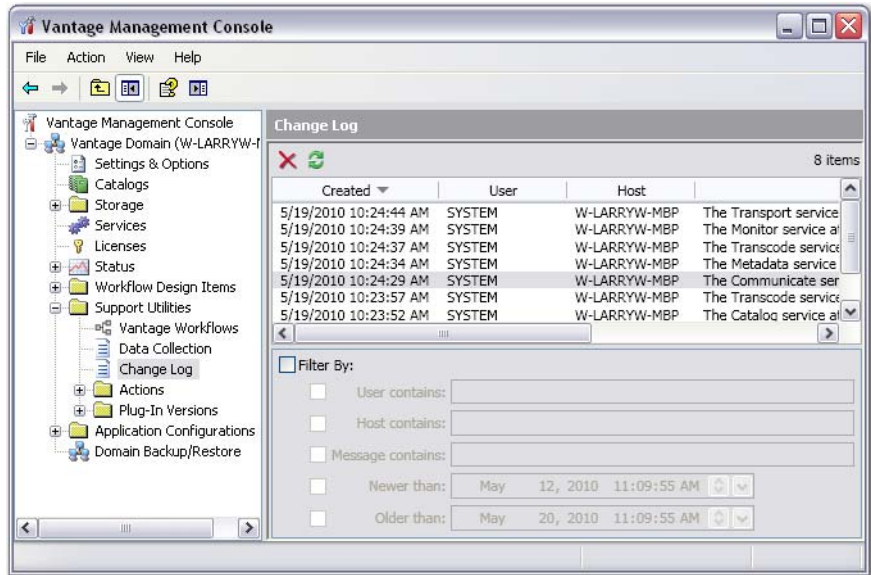 Vantage Management Console
File Action View Help
Vantage Management Console
Vantage Domain (W-LARRYW-
Settings & Options
Catalogs
Storage
Services
Licenses
Status
Workflow Design Items
Support Utilities
Vantage Workflows
Data Collection
Change Log
Actions
Plug-In Versions
Application Configurations
Domain Backup/Restore
Change Log
8 items
Created User Host
5/19/2010 10:24:44 AM SYSTEM W-LARRYW-MBP The Transport service
5/19/2010 10:24:39 AM SYSTEM W-LARRYW-MBP The Monitor service at
5/19/2010 10:24:37 AM SYSTEM W-LARRYW-MBP The Transcode service
5/19/2010 10:24:34 AM SYSTEM W-LARRYW-MBP The Metadata service
5/19/2010 10:24:29 AM SYSTEM W-LARRYW-MBP The Communicate ser
5/19/2010 10:23:57 AM SYSTEM W-LARRYW-MBP The Transcode service
5/19/2010 10:23:52 AM SYSTEM W-LARRYW-MBP The Catalog service at
Filter By:
User contains:
Host contains:
Message contains:
Newer than: May 12, 2010 11:09:55 AM
Older than: May 20, 2010 11:09:55 AM